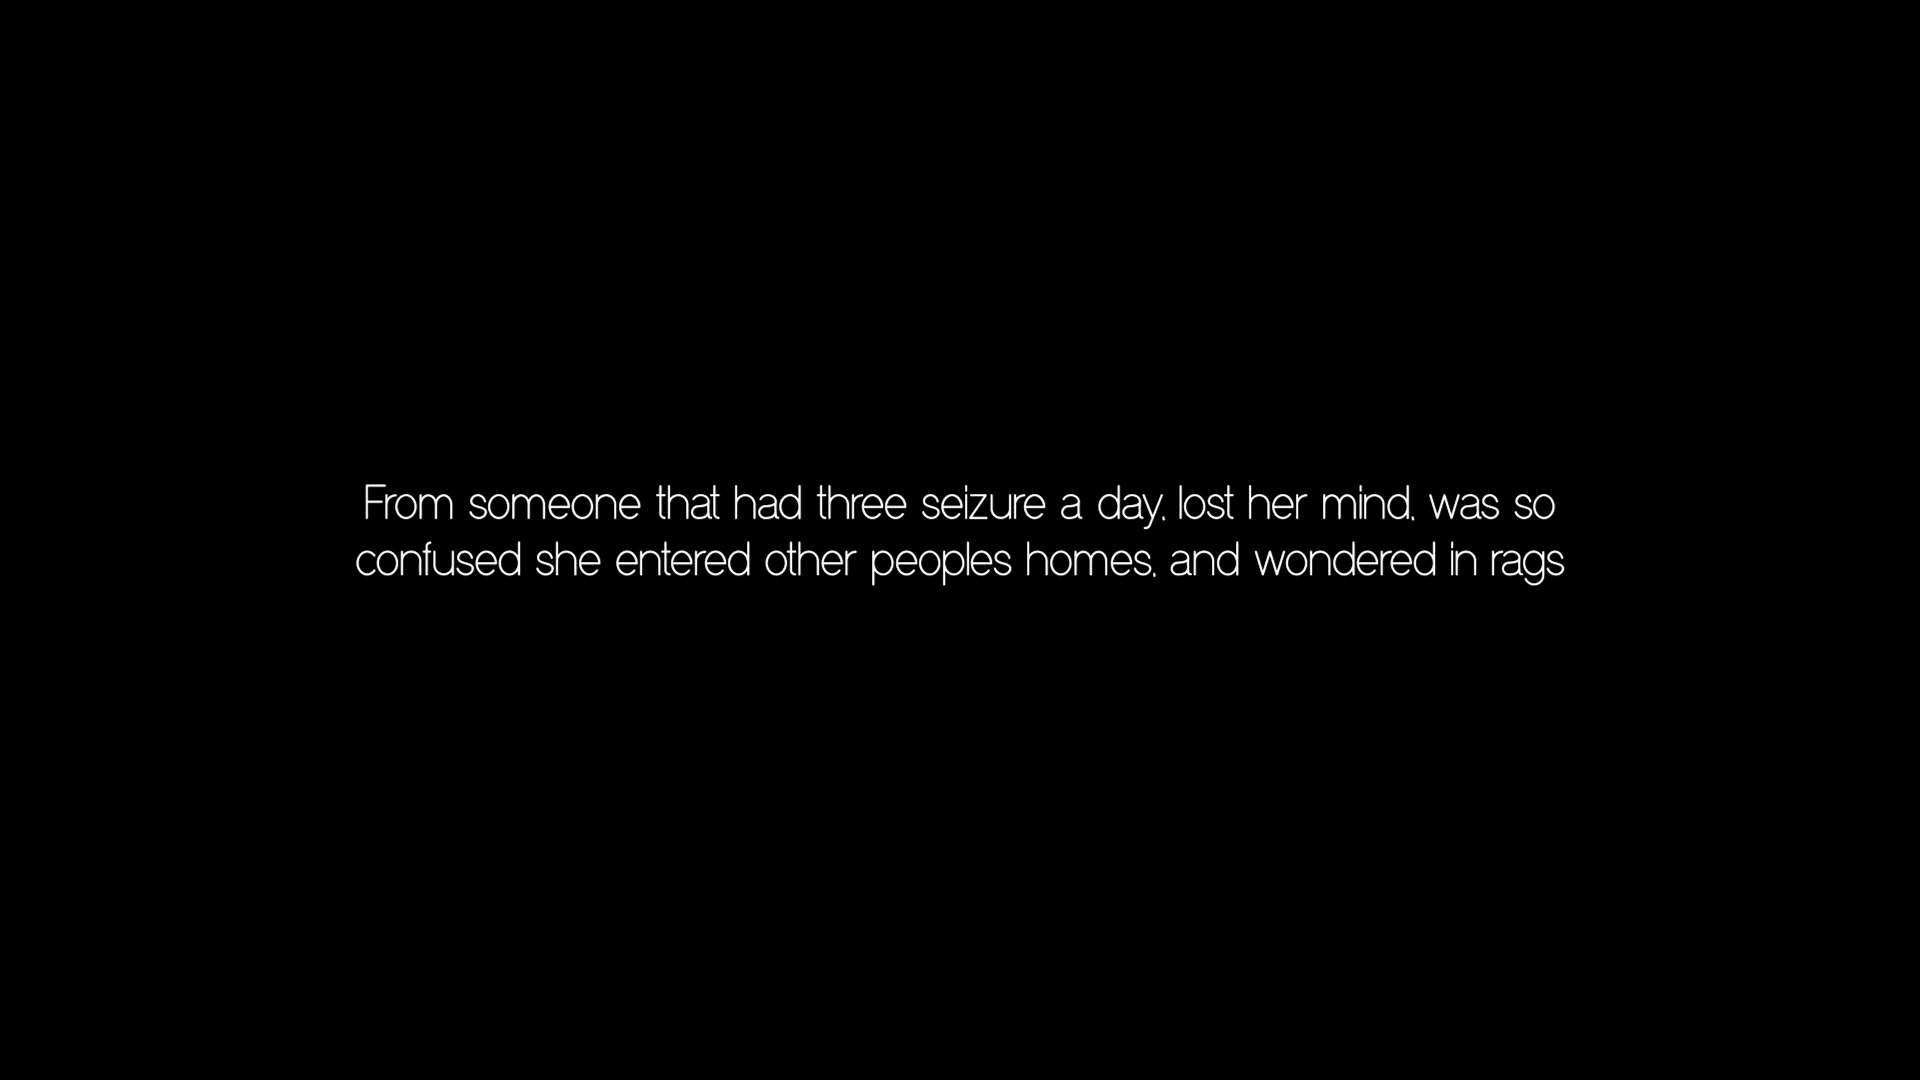 From someone that had three seizure a day, lost her mind, was so
confused she entered other peoples homes, and wondered in rags